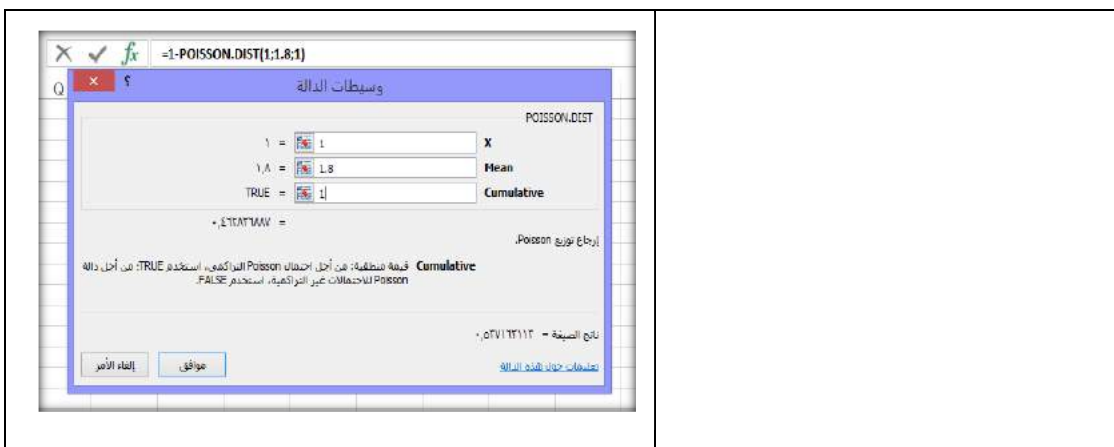 =1-POISSON.DIST(1;1.8;1)
Q
وسيطات الدالة
؟
POISSON.DIST
X 1 = ١
Mean 1.8 = ١,٨
Cumulative 1 = TRUE
= ٠,٤٦٢٨٣٦٨٨٧
إرجاع توزيع Poisson.
Cumulative قيمة منطقية: من أجل احتمال Poisson التراكمي، استخدم TRUE؛ من أجل دالة
Poisson للاحتمالات غير التراكمية، استخدم FALSE.
ناتج الصيغة = ٠,٥٣٧١٦٣١١٣
تعليمات حول هذه الدالة
موافق
إلغاء الأمر